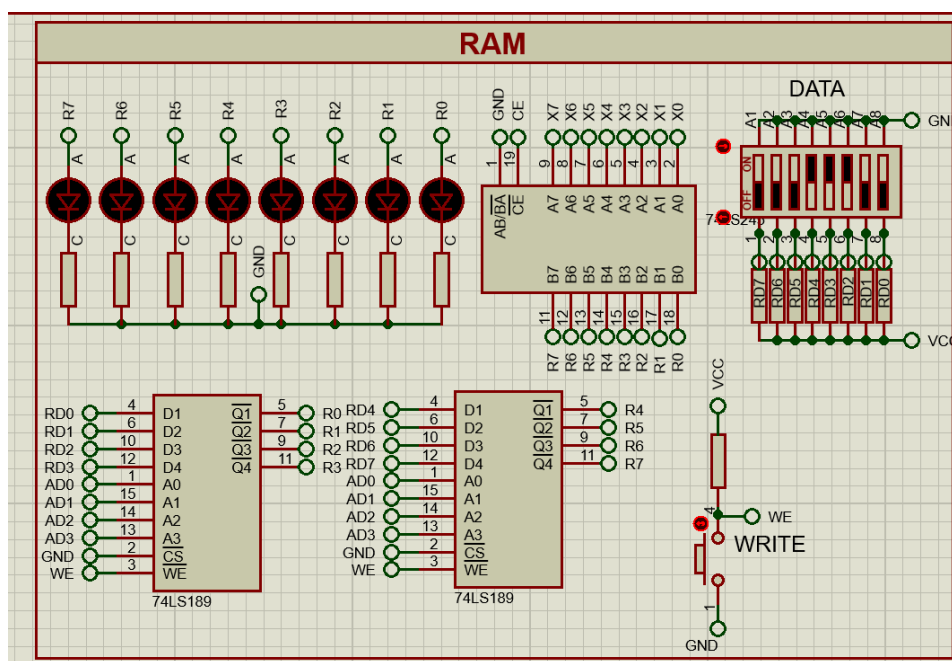 RAM
DATA
R7 R6 R5 R4 R3 R2 R1 R0
A A A A A A A A
C C C C C C C C
GND
GND CE X7 X6 X5 X4 X3 X2 X1 X0
1 19 9 8 7 6 5 4 3 2
AB/BA CE A7 A6 A5 A4 A3 A2 A1 A0
B7 B6 B5 B4 B3 B2 B1 B0
11 12 13 14 15 16 17 18
R7 R6 R5 R4 R3 R2 R1 R0
A1 A2 A3 A4 A5 A6 A7 A8
ON
OFF
1 2 3 4 5 6 7 8
RD7 RD6 RD5 RD4 RD3 RD2 RD1 RD0
VCC
RD0 4 D1 Q1 5 R0
RD1 6 D2 Q2 7 R1
RD2 10 D3 Q3 9 R2
RD3 12 D4 Q4 11 R3
AD0 1 A0
AD1 15 A1
AD2 14 A2
AD3 13 A3
GND 2 CS
WE 3 WE
74LS189
RD4 4 D1 Q1 5 R4
RD5 6 D2 Q2 7 R5
RD6 10 D3 Q3 9 R6
RD7 12 D4 Q4 11 R7
AD0 1 A0
AD1 15 A1
AD2 14 A2
AD3 13 A3
GND 2 CS
WE 3 WE
74LS189
4
WE
WRITE
1
GND